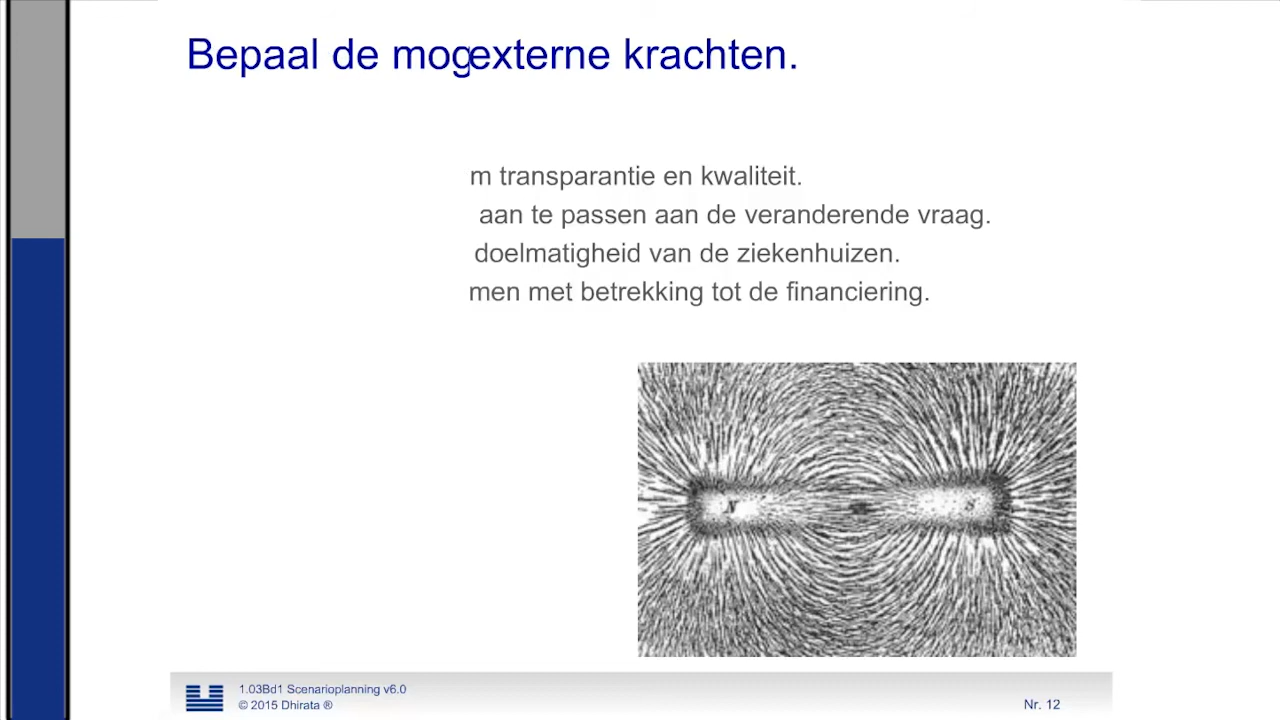 Bepaal de mogexterne krachten.
m transparantie en kwaliteit.
aan te passen aan de veranderende vraag.
doelmatigheid van de ziekenhuizen.
men met betrekking tot de financiering.
N S
1.03Bd1 Scenarioplanning v6.0
© 2015 Dhirata ®
Nr. 12